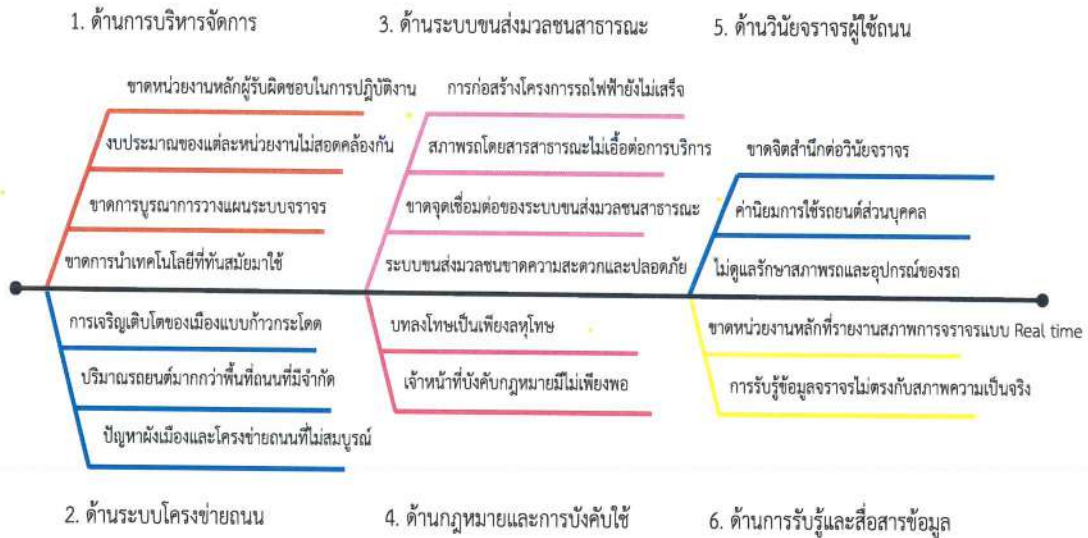 1. ด้านการบริหารจัดการ
ขาดหน่วยงานหลักผู้รับผิดชอบในการปฏิบัติงาน
งบประมาณของแต่ละหน่วยงานไม่สอดคล้องกัน
ขาดการบูรณาการวางแผนระบบจราจร
ขาดการนำเทคโนโลยีที่ทันสมัยมาใช้
3. ด้านระบบขนส่งมวลชนสาธารณะ
การก่อสร้างโครงการรถไฟฟ้ายังไม่เสร็จ
สภาพรถโดยสารสาธารณะไม่เอื้อต่อการบริการ
ขาดจุดเชื่อมต่อของระบบขนส่งมวลชนสาธารณะ
ระบบขนส่งมวลชนขาดความสะดวกและปลอดภัย
5. ด้านวินัยจราจรผู้ใช้ถนน
ขาดจิตสำนึกต่อวินัยจราจร
ค่านิยมการใช้รถยนต์ส่วนบุคคล
ไม่ดูแลรักษาสภาพรถและอุปกรณ์ของรถ
การเจริญเติบโตของเมืองแบบก้าวกระโดด
ปริมาณรถยนต์มากกว่าพื้นที่ถนนที่มีจำกัด
ปัญหาผังเมืองและโครงข่ายถนนที่ไม่สมบูรณ์
2. ด้านระบบโครงข่ายถนน
บทลงโทษเป็นเพียงลหุโทษ
เจ้าหน้าที่บังคับกฎหมายมีไม่เพียงพอ
4. ด้านกฎหมายและการบังคับใช้
ขาดหน่วยงานหลักที่รายงานสภาพการจราจรแบบ Real time
การรับรู้ข้อมูลจราจรไม่ตรงกับสภาพความเป็นจริง
6. ด้านการรับรู้และสื่อสารข้อมูล